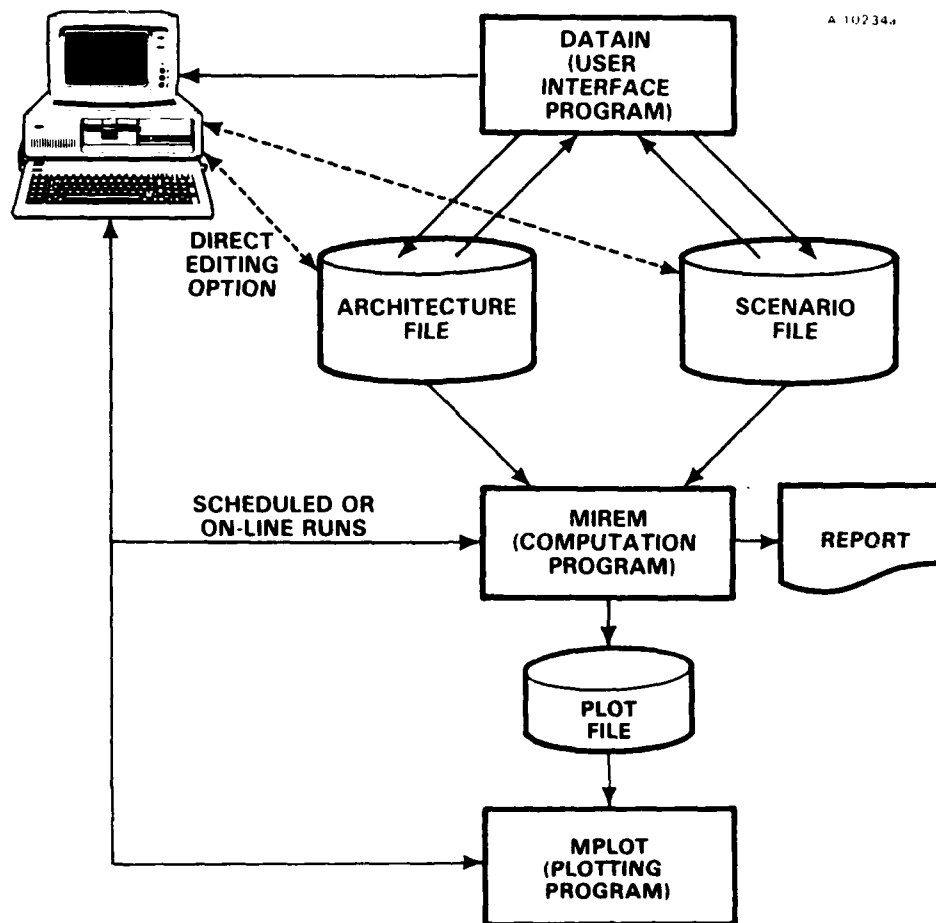 A 10234a
DATAIN
(USER
INTERFACE
PROGRAM)
DIRECT
EDITING
OPTION
ARCHITECTURE
FILE
SCENARIO
FILE
SCHEDULED OR
ON-LINE RUNS
MIREM
(COMPUTATION
PROGRAM)
REPORT
PLOT
FILE
MPLOT
(PLOTTING
PROGRAM)